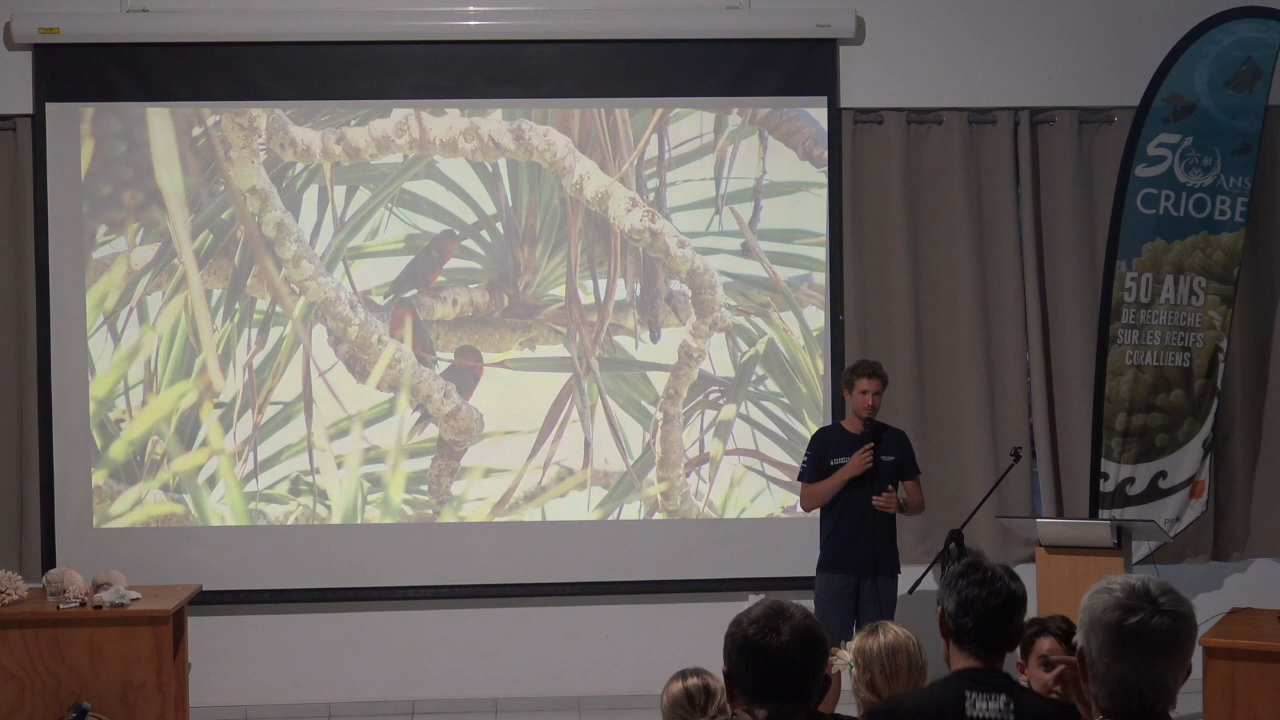 50 ANS
CRIOBE
50 ANS
DE RECHERCHE
SUR LES RÉCIFS
CORALLIENS